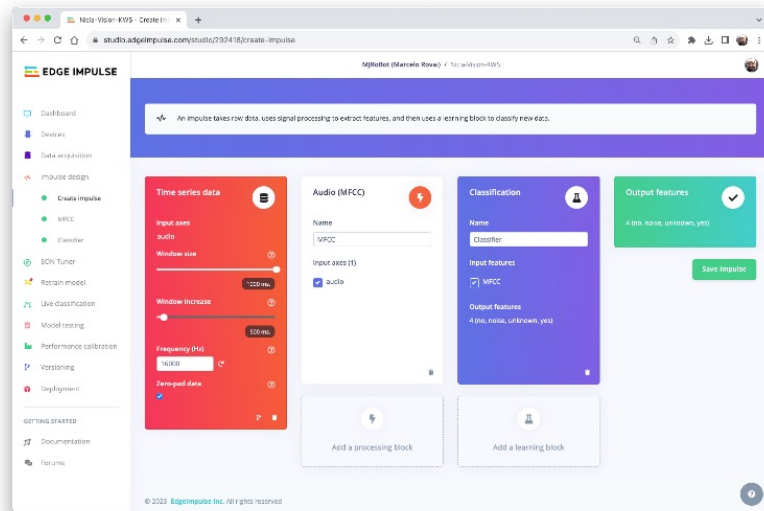 Nicla-Vision-KWS - Create Im
studio.edgeimpulse.com/studio/292418/create-impulse
EDGE IMPULSE
MJRoBot (Marcelo Rovai) / Nicla-Vision-KWS
An impulse takes raw data, uses signal processing to extract features, and then uses a learning block to classify new data.
Dashboard
Devices
Data acquisition
Impulse design
Create impulse
MFCC
Classifier
EON Tuner
Retrain model
Live classification
Model testing
Performance calibration
Versioning
Deployment
GETTING STARTED
Documentation
Forums
Time series data
Input axes
audio
Window size
1000 ms.
Window increase
500 ms.
Frequency (Hz)
16000
Zero-pad data
Audio (MFCC)
Name
MFCC
Input axes (1)
audio
Classification
Name
Classifier
Input features
MFCC
Output features
4 (no, noise, unknown, yes)
Output features
4 (no, noise, unknown, yes)
Save Impulse
Add a processing block
Add a learning block
© 2023 EdgeImpulse Inc. All rights reserved